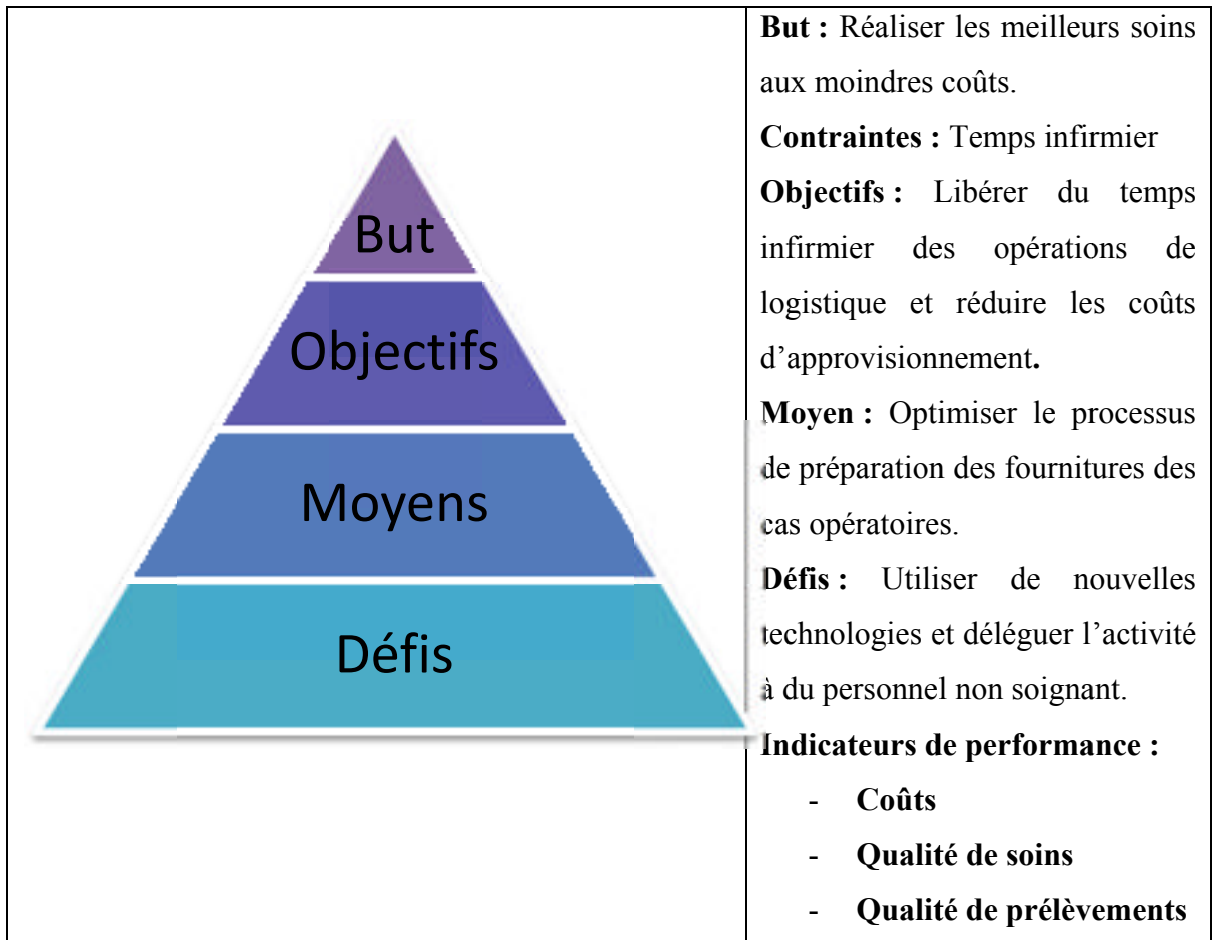 But
Objectifs
Moyens
Défis
But : Réaliser les meilleurs soins
aux moindres coûts.
Contraintes : Temps infirmier
Objectifs : Libérer du temps
infirmier des opérations de
logistique et réduire les coûts
d’approvisionnement.
Moyen : Optimiser le processus
de préparation des fournitures des
cas opératoires.
Défis : Utiliser de nouvelles
technologies et déléguer l’activité
à du personnel non soignant.
Indicateurs de performance :
- Coûts
- Qualité de soins
- Qualité de prélèvements